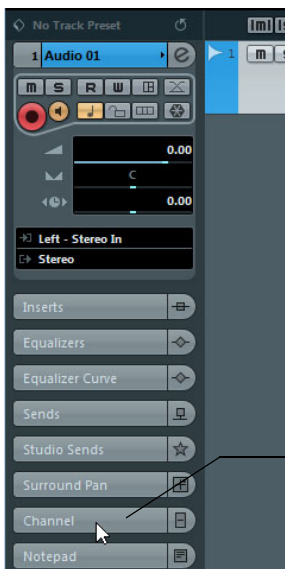 No Track Preset
1 Audio 01
m S R W
0.00
C
0.00
Left - Stereo In
Stereo
Inserts
Equalizers
Equalizer Curve
Sends
Studio Sends
Surround Pan
Channel
Notepad
[m]
1 m